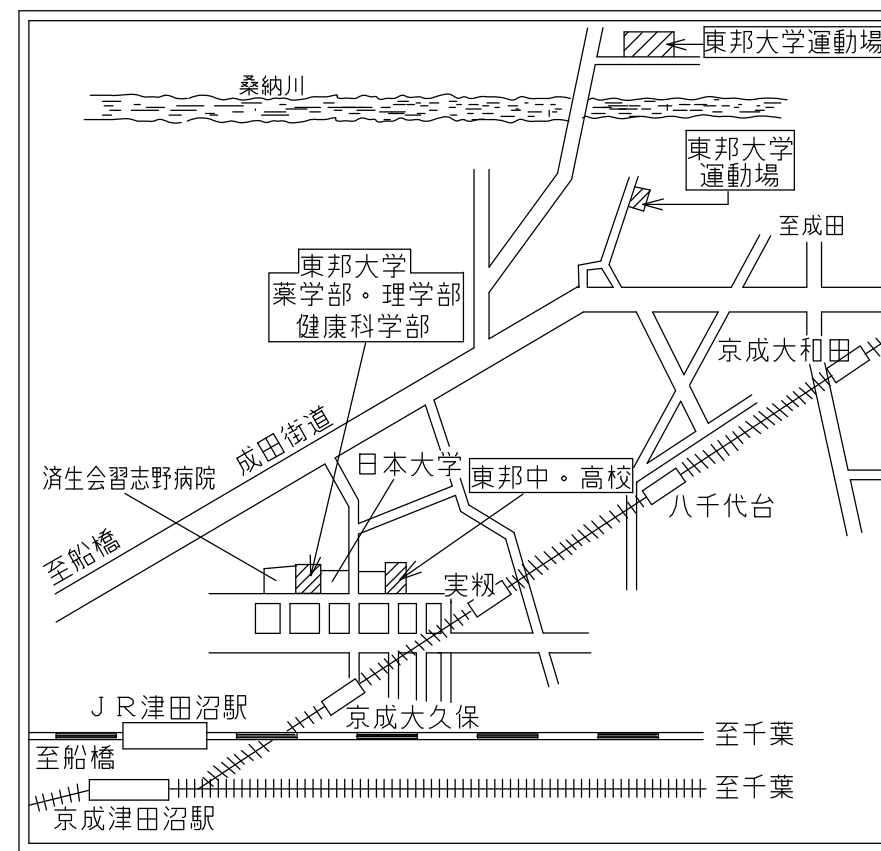 東邦大学運動場
桑納川
東邦大学
運動場
至成田
東邦大学
薬学部・理学部
健康科学部
京成大和田
成田街道
日本大学
東邦中・高校
済生会習志野病院
八千代台
至船橋
実籾
JR津田沼駅
京成大久保
至千葉
至船橋
至千葉
京成津田沼駅